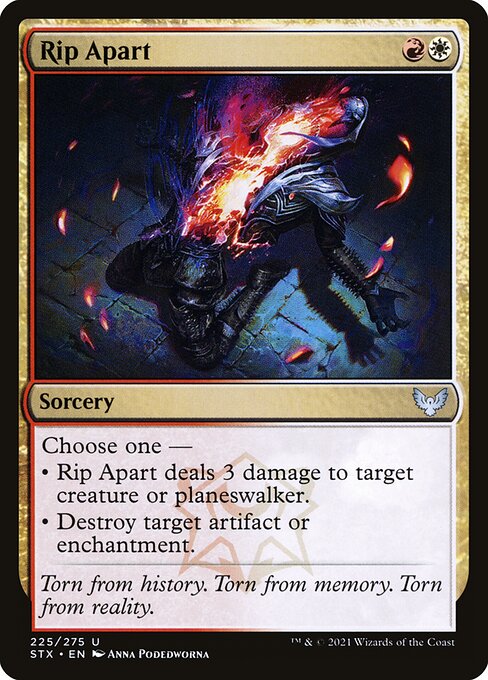 Rip Apart
Sorcery
Choose one —
• Rip Apart deals 3 damage to target
creature or planeswalker.
• Destroy target artifact or
enchantment.
Torn from history. Torn from memory. Torn
from reality.
225/275 U
STX • EN Anna Podedworna
™ & © 2021 Wizards of the Coast